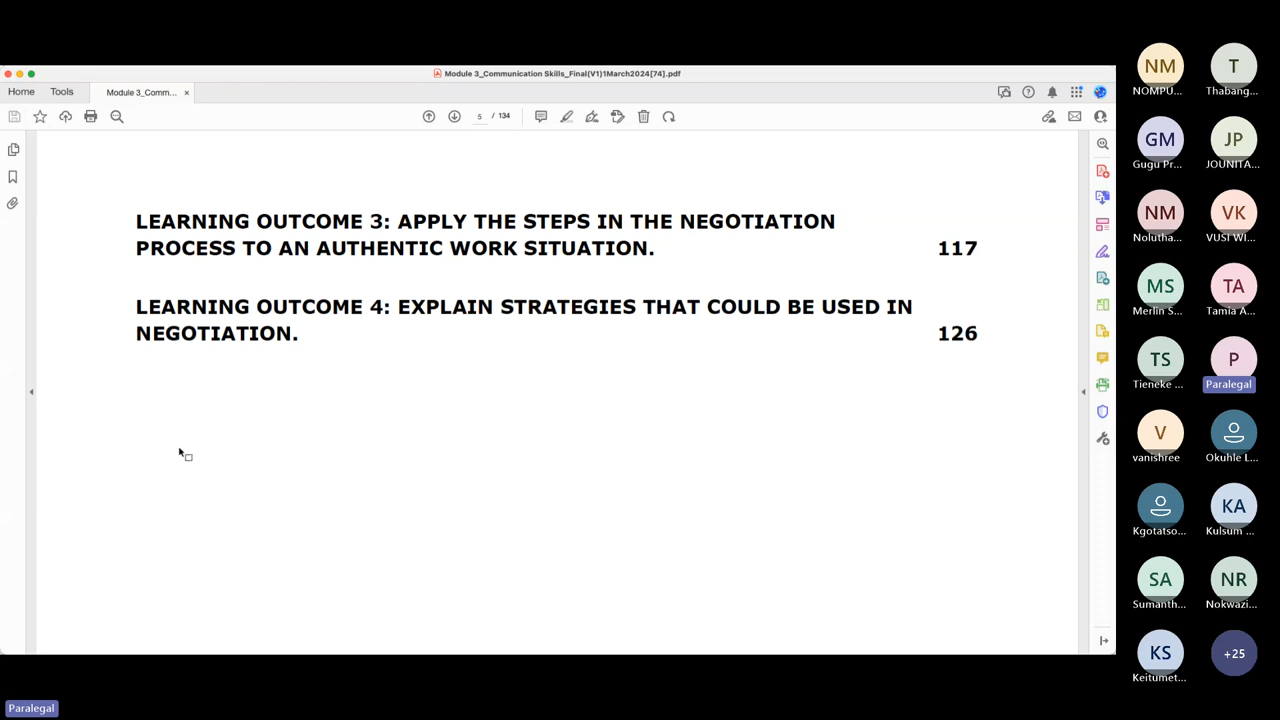 Module 3_Communication Skills_Final(V1)1March2024[74].pdf
Home
Tools
Module 3_Comm...
×
5 / 134
LEARNING OUTCOME 3: APPLY THE STEPS IN THE NEGOTIATION
PROCESS TO AN AUTHENTIC WORK SITUATION. 117
LEARNING OUTCOME 4: EXPLAIN STRATEGIES THAT COULD BE USED IN
NEGOTIATION. 126
NM
NOMPU...
T
Thabang...
GM
Gugu Pr...
JP
JOUNITA...
NM
Nolutha...
VK
VUSI WI...
MS
Merlin S...
TA
Tamia A...
TS
Tieneke ...
P
Paralegal
V
vanishree
Okuhle L...
Kgotatso...
KA
Kulsum ...
SA
Sumanth...
NR
Nokwazi...
KS
Keitumet...
+25
Paralegal